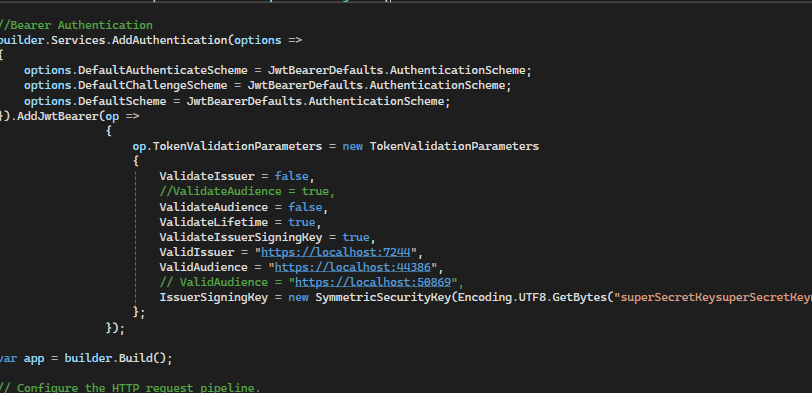 //Bearer Authentication
builder.Services.AddAuthentication(options =>
{
options.DefaultAuthenticateScheme = JwtBearerDefaults.AuthenticationScheme;
options.DefaultChallengeScheme = JwtBearerDefaults.AuthenticationScheme;
options.DefaultScheme = JwtBearerDefaults.AuthenticationScheme;
}).AddJwtBearer(op =>
{
op.TokenValidationParameters = new TokenValidationParameters
{
ValidateIssuer = false,
//ValidateAudience = true,
ValidateAudience = false,
ValidateLifetime = true,
ValidateIssuerSigningKey = true,
ValidIssuer = "https://localhost:7244",
ValidAudience = "https://localhost:44386",
// ValidAudience = "https://localhost:50869",
IssuerSigningKey = new SymmetricSecurityKey(Encoding.UTF8.GetBytes("superSecretKeysuperSecretKey
};
});
var app = builder.Build();
// Configure the HTTP request pipeline.